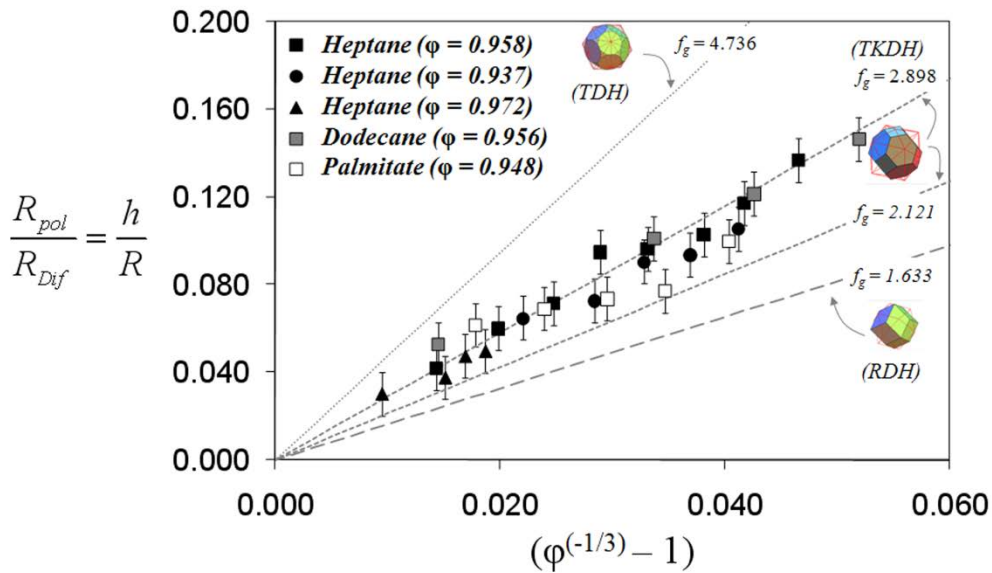 0.200
0.160
0.120
0.080
0.040
0.000
R_pol / R_Dif = h / R
■ Heptane (φ = 0.958)
● Heptane (φ = 0.937)
▲ Heptane (φ = 0.972)
■ Dodecane (φ = 0.956)
□ Palmitate (φ = 0.948)
(TDH)
f_g = 4.736
(TKDH)
f_g = 2.898
f_g = 2.121
f_g = 1.633
(RDH)
0.000 0.020 0.040 0.060
(φ^(-1/3) – 1)